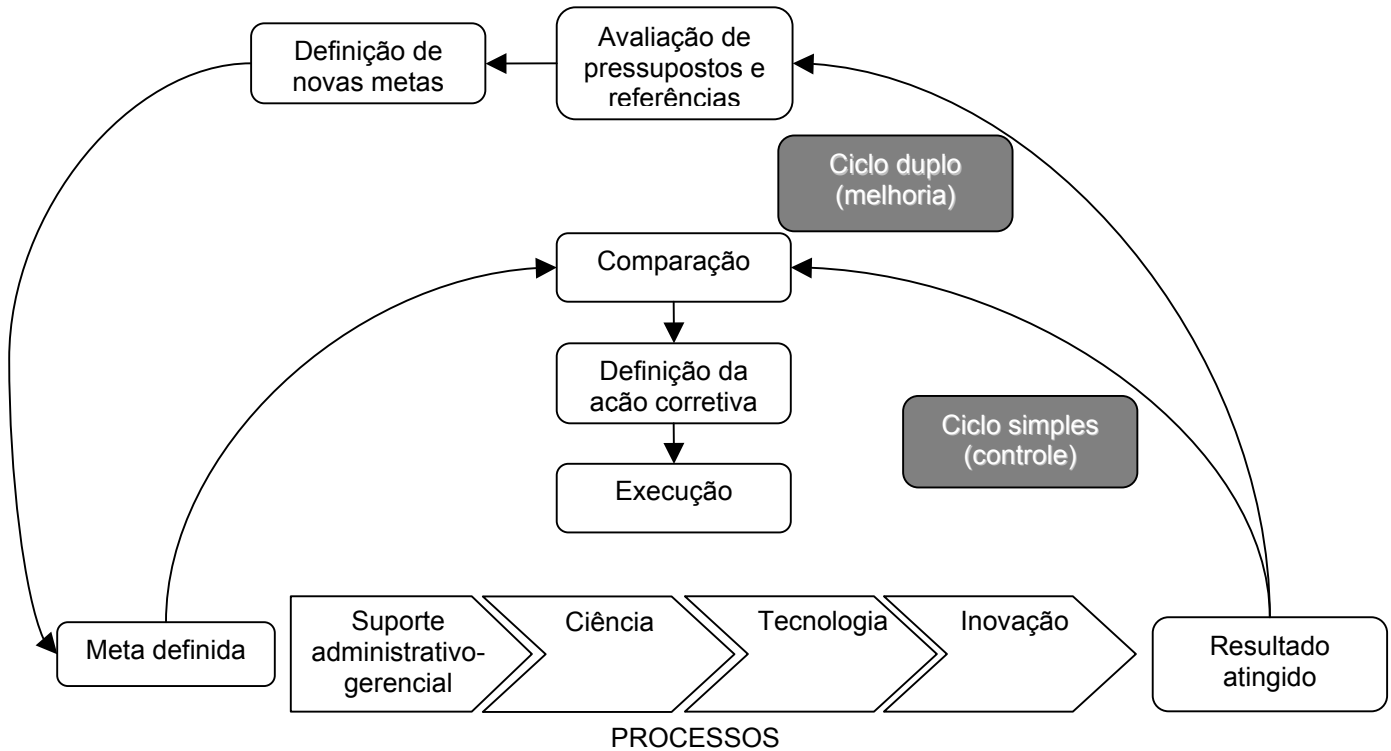 Definição de
novas metas
Avaliação de
pressupostos e
referências
Ciclo duplo
(melhoria)
Comparação
Definição da
acão corretiva
Execução
Ciclo simples
(controle)
Meta definida
Suporte
administrativo-
gerencial
Ciência
Tecnologia
Inovação
Resultado
atingido
PROCESSOS